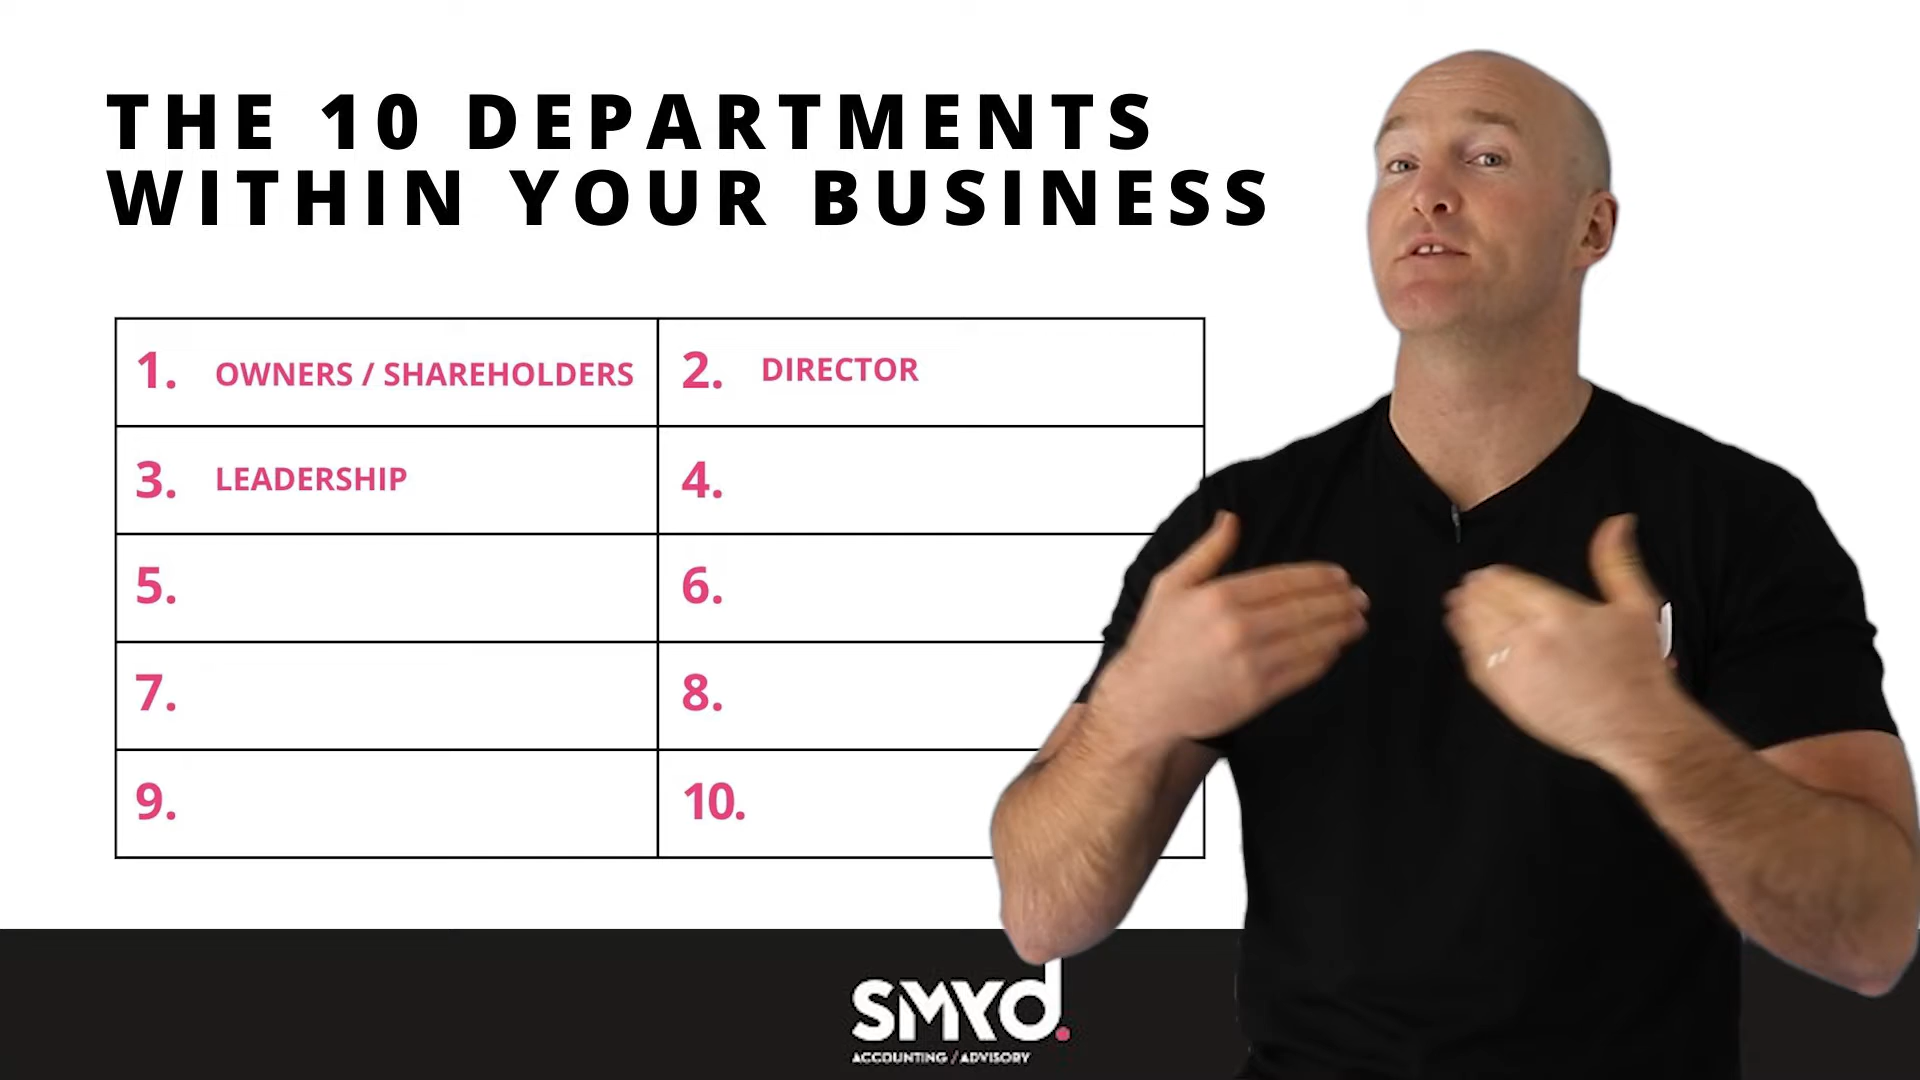 THE 10 DEPARTMENTS
WITHIN YOUR BUSINESS
1. OWNERS / SHAREHOLDERS
2. DIRECTOR
3. LEADERSHIP
4.
5.
6.
7.
8.
9.
10.
SMYD.
ACCOUNTING / ADVISORY